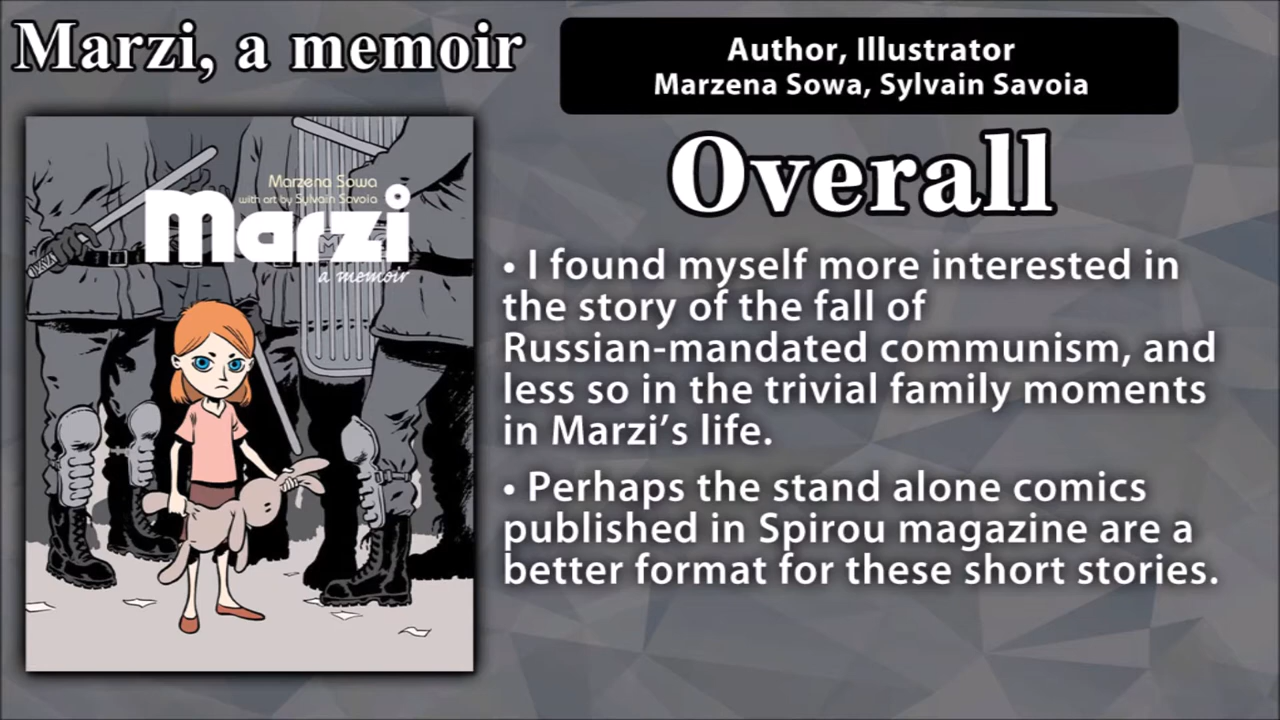 Marzi, a memoir
Author, Illustrator
Marzena Sowa, Sylvain Savoia
Marzena Sowa
with art by Sylvain Savoia
marzi
a memoir
Overall
• I found myself more interested in
the story of the fall of
Russian-mandated communism, and
less so in the trivial family moments
in Marzi’s life.
• Perhaps the stand alone comics
published in Spirou magazine are a
better format for these short stories.